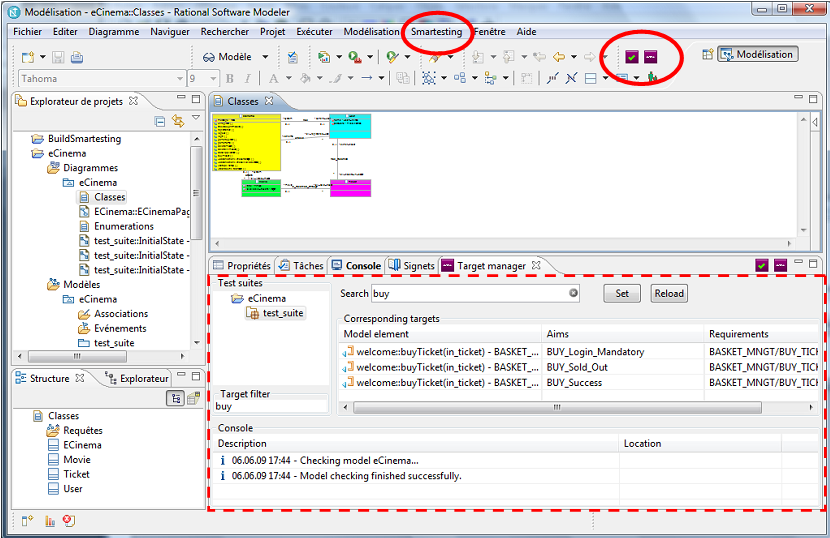 Modélisation - eCinema::Classes - Rational Software Modeler
Fichier Editer Diagramme Naviguer Rechercher Projet Exécuter Modélisation Smartesting Fenêtre Aide
Modèle
Modélisation
Tahoma 9 B I A
Explorateur de projets
BuildSmartesting
eCinema
Diagrammes
eCinema
Classes
ECinema::ECinemaPag
Enumerations
test_suite::InitialState -
test_suite::InitialState -
test_suite::InitialState -
Modèles
eCinema
Associations
Evénements
test_suite
Structure Explorateur
Classes
Requêtes
ECinema
Movie
Ticket
User
Classes
Propriétés Tâches Console Signets Target manager
Test suites
eCinema
test_suite
Target filter
buy
Search buy Set Reload
Corresponding targets
Model element Aims Requirements
welcome::buyTicket(in_ticket) - BASKET_... BUY_Login_Mandatory BASKET_MNGT/BUY_TICK
welcome::buyTicket(in_ticket) - BASKET_... BUY_Sold_Out BASKET_MNGT/BUY_TICK
welcome::buyTicket(in_ticket) - BASKET_... BUY_Success BASKET_MNGT/BUY_TICK
Console
Description Location
06.06.09 17:44 - Checking model eCinema...
06.06.09 17:44 - Model checking finished successfully.